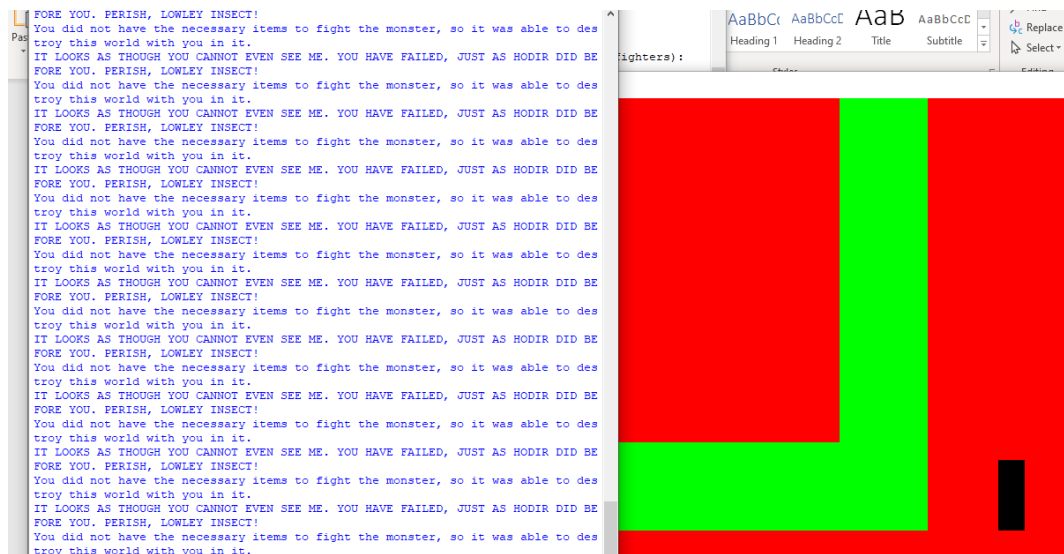 FORE YOU. PERISH, LOWLEY INSECT!
You did not have the necessary items to fight the monster, so it was able to des
troy this world with you in it.
IT LOOKS AS THOUGH YOU CANNOT EVEN SEE ME. YOU HAVE FAILED, JUST AS HODIR DID BE
FORE YOU. PERISH, LOWLEY INSECT!
You did not have the necessary items to fight the monster, so it was able to des
troy this world with you in it.
IT LOOKS AS THOUGH YOU CANNOT EVEN SEE ME. YOU HAVE FAILED, JUST AS HODIR DID BE
FORE YOU. PERISH, LOWLEY INSECT!
You did not have the necessary items to fight the monster, so it was able to des
troy this world with you in it.
IT LOOKS AS THOUGH YOU CANNOT EVEN SEE ME. YOU HAVE FAILED, JUST AS HODIR DID BE
FORE YOU. PERISH, LOWLEY INSECT!
You did not have the necessary items to fight the monster, so it was able to des
troy this world with you in it.
IT LOOKS AS THOUGH YOU CANNOT EVEN SEE ME. YOU HAVE FAILED, JUST AS HODIR DID BE
FORE YOU. PERISH, LOWLEY INSECT!
You did not have the necessary items to fight the monster, so it was able to des
troy this world with you in it.
IT LOOKS AS THOUGH YOU CANNOT EVEN SEE ME. YOU HAVE FAILED, JUST AS HODIR DID BE
FORE YOU. PERISH, LOWLEY INSECT!
You did not have the necessary items to fight the monster, so it was able to des
troy this world with you in it.
IT LOOKS AS THOUGH YOU CANNOT EVEN SEE ME. YOU HAVE FAILED, JUST AS HODIR DID BE
FORE YOU. PERISH, LOWLEY INSECT!
You did not have the necessary items to fight the monster, so it was able to des
troy this world with you in it.
IT LOOKS AS THOUGH YOU CANNOT EVEN SEE ME. YOU HAVE FAILED, JUST AS HODIR DID BE
FORE YOU. PERISH, LOWLEY INSECT!
You did not have the necessary items to fight the monster, so it was able to des
troy this world with you in it.
IT LOOKS AS THOUGH YOU CANNOT EVEN SEE ME. YOU HAVE FAILED, JUST AS HODIR DID BE
FORE YOU. PERISH, LOWLEY INSECT!
You did not have the necessary items to fight the monster, so it was able to des
troy this world with you in it.
IT LOOKS AS THOUGH YOU CANNOT EVEN SEE ME. YOU HAVE FAILED, JUST AS HODIR DID BE
FORE YOU. PERISH, LOWLEY INSECT!
You did not have the necessary items to fight the monster, so it was able to des
troy this world with you in it.
Pas
fighters):
AaBbCc AaBbCcD AaB AaBbCcD
Heading 1 Heading 2 Title Subtitle
Replace
Select